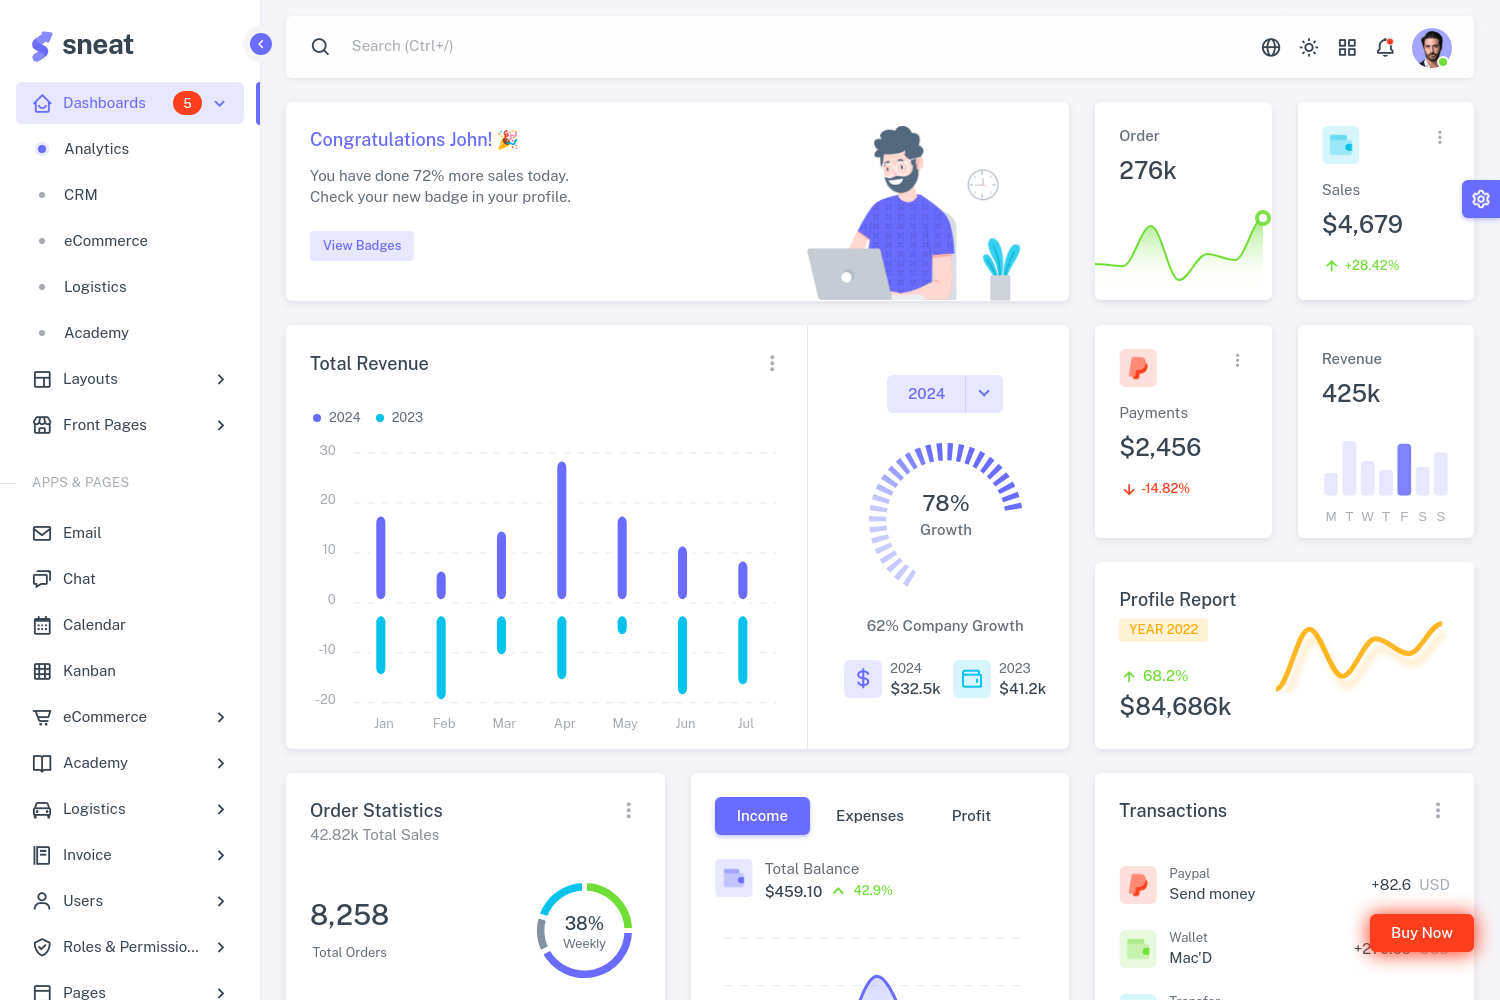 sneat
Dashboards
5
Analytics
CRM
eCommerce
Logistics
Academy
Layouts
Front Pages
APPS & PAGES
Email
Chat
Calendar
Kanban
eCommerce
Academy
Logistics
Invoice
Users
Roles & Permissio...
Pages
Search (Ctrl+/)
Congratulations John! 🎉
You have done 72% more sales today.
Check your new badge in your profile.
View Badges
Order
276k
Sales
$4,679
+28.42%
Total Revenue
2024 2023
30
20
10
0
-10
-20
Jan Feb Mar Apr May Jun Jul
2024
78%
Growth
62% Company Growth
2024
$32.5k
2023
$41.2k
Payments
$2,456
-14.82%
Revenue
425k
M T W T F S S
Profile Report
YEAR 2022
68.2%
$84,686k
Order Statistics
42.82k Total Sales
8,258
Total Orders
38%
Weekly
Income Expenses Profit
Total Balance
$459.10 42.9%
Transactions
Paypal
Send money
+82.6 USD
Wallet
Mac'D
Buy Now